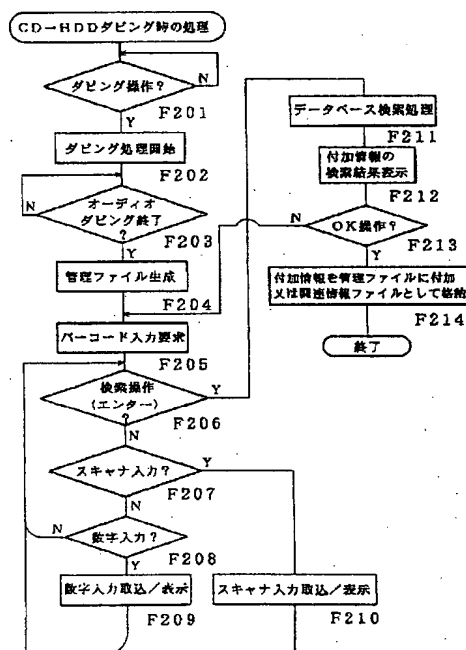 CD→HDDダビング時の処理
ダビング操作?
N
F201
Y
ダビング処理開始
F202
オーディオ
ダビング終了
?
N
F203
Y
管理ファイル生成
F204
バーコード入力要求
F205
検索操作
(エンター)
?
Y
F206
N
スキャナ入力?
Y
F207
N
数字入力?
N
F208
Y
数字入力取込/表示
F209
スキャナ入力取込/表示
F210
データベース検索処理
F211
付加情報の
検索結果表示
F212
OK操作?
N
F213
Y
付加情報を管理ファイルに付加
又は関連情報ファイルとして格納
F214
終了